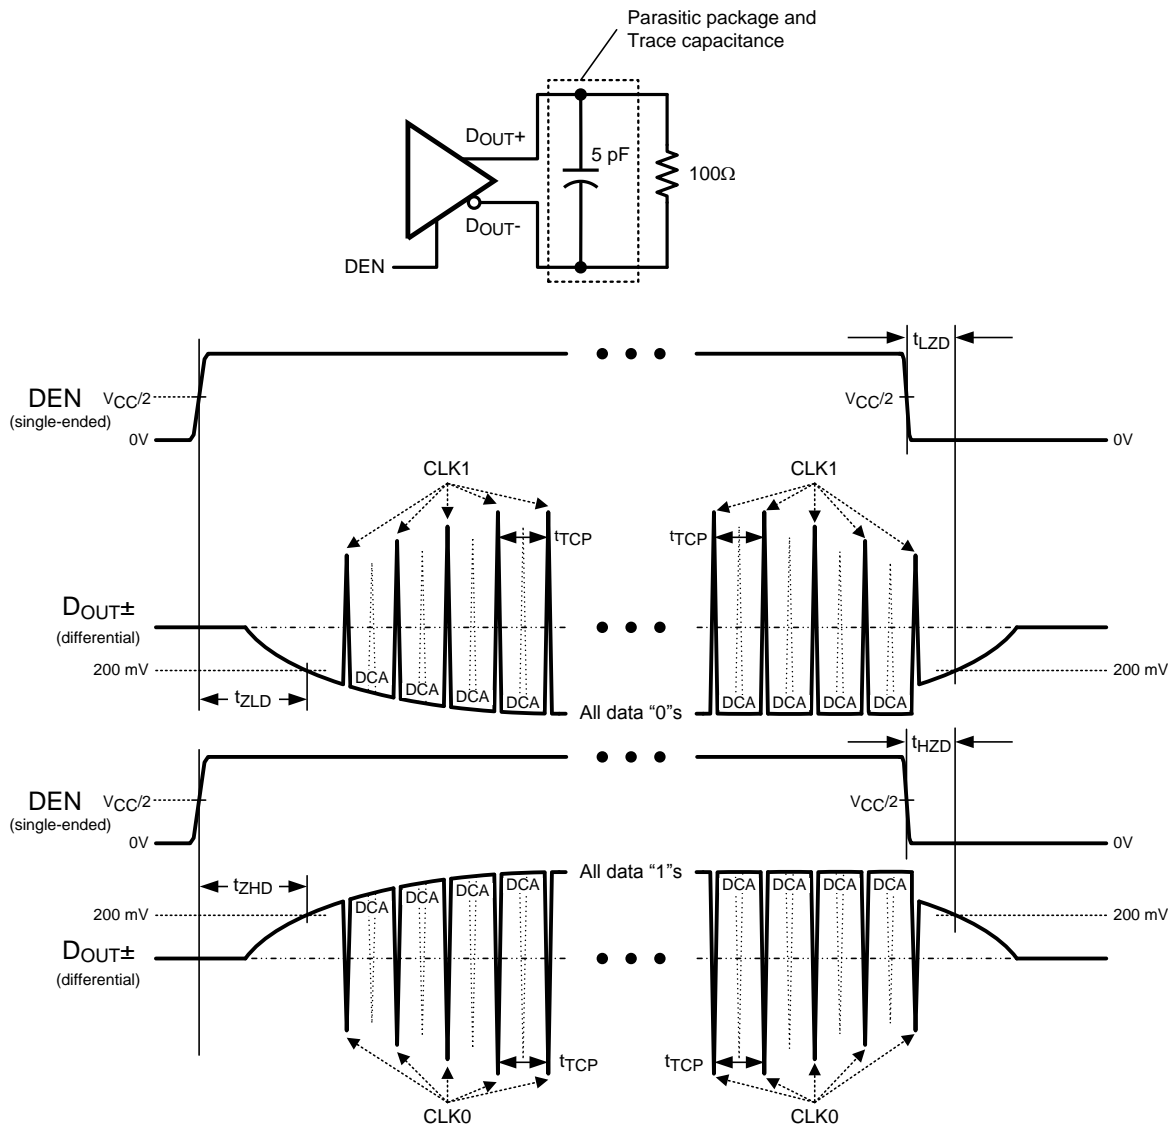 Parasitic package and
Trace capacitance
DOUT+
5 pF
100Ω
DOUT-
DEN
tLZD
DEN
(single-ended)
VCC/2
VCC/2
0V
0V
CLK1
CLK1
tTCP
tTCP
DOUT±
(differential)
200 mV
200 mV
DCA
DCA
DCA
DCA
DCA
DCA
DCA
DCA
tZLD
All data “0”s
tHZD
DEN
(single-ended)
VCC/2
VCC/2
0V
0V
All data “1”s
tZHD
DCA
DCA
DCA
DCA
DCA
DCA
DCA
DCA
200 mV
200 mV
DOUT±
(differential)
tTCP
tTCP
CLK0
CLK0